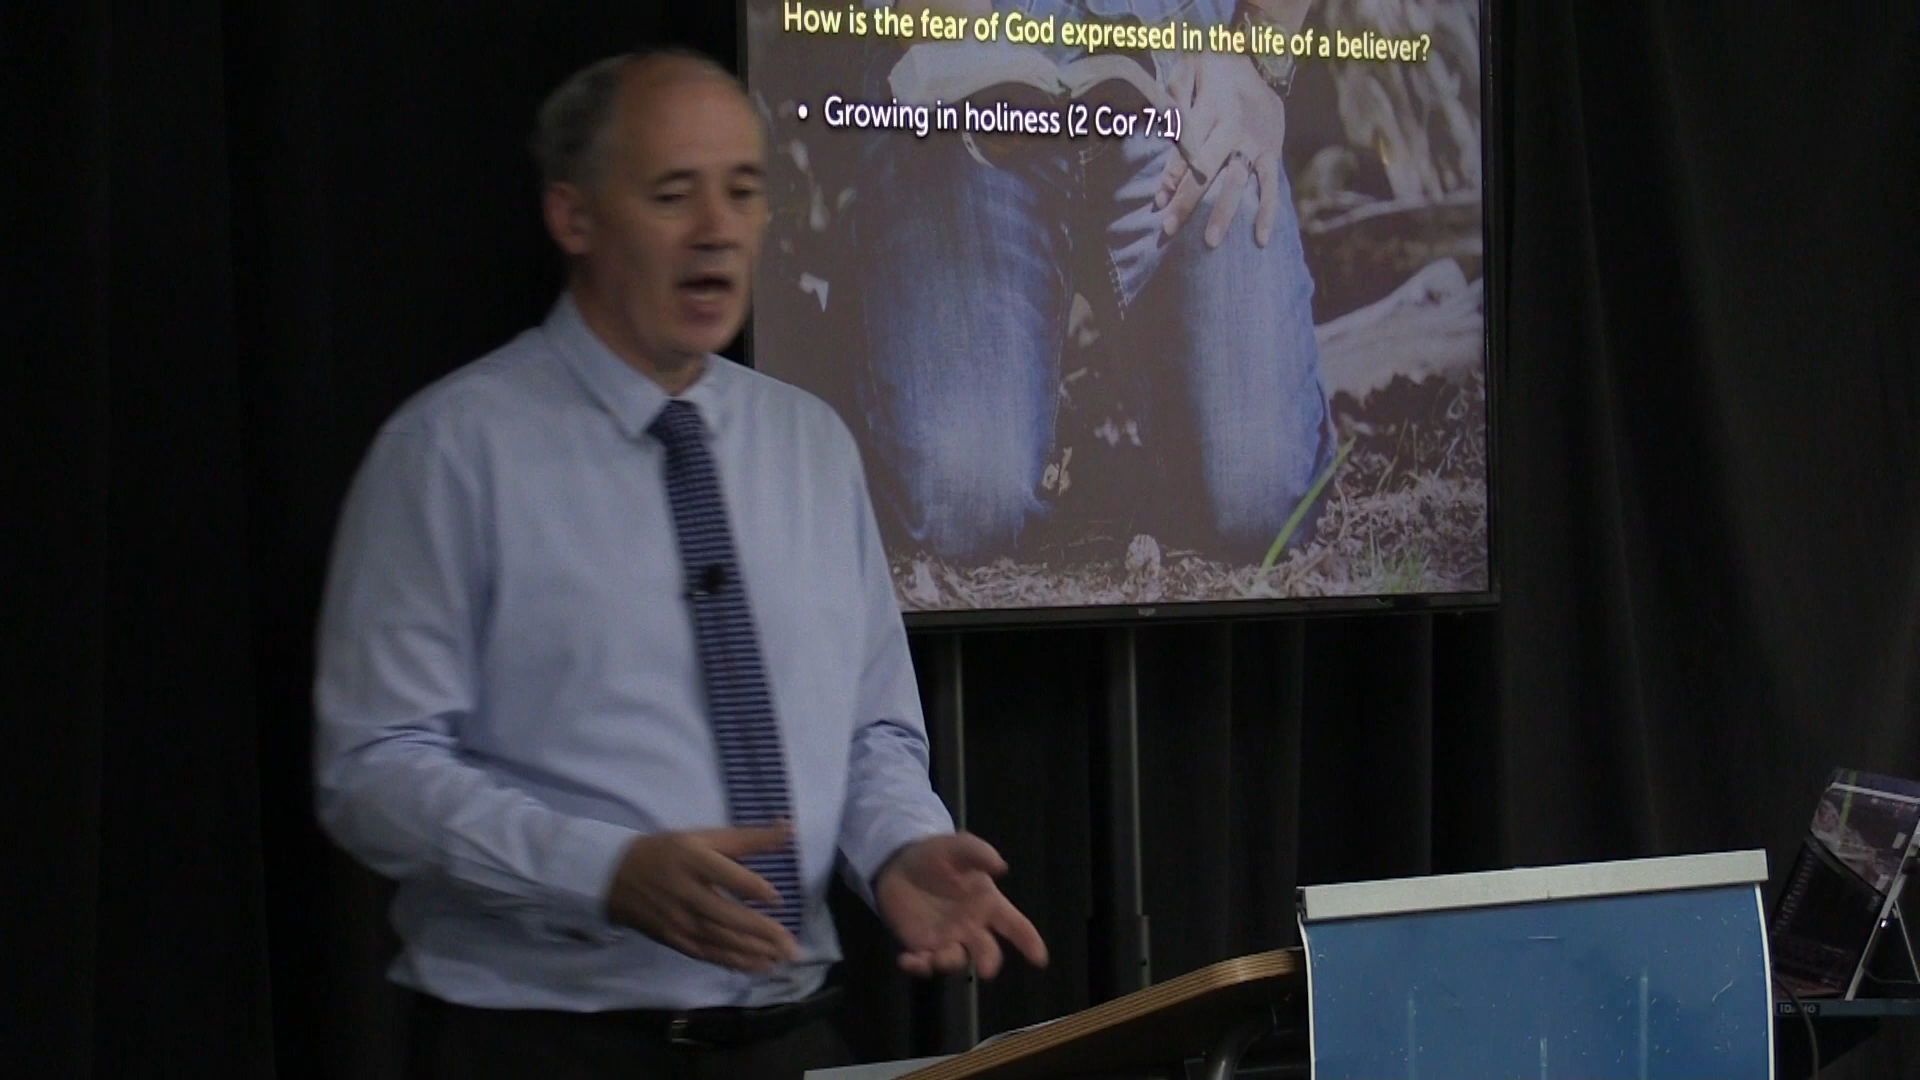 How is the fear of God expressed in the life of a believer?
• Growing in holiness (2 Cor 7:1)